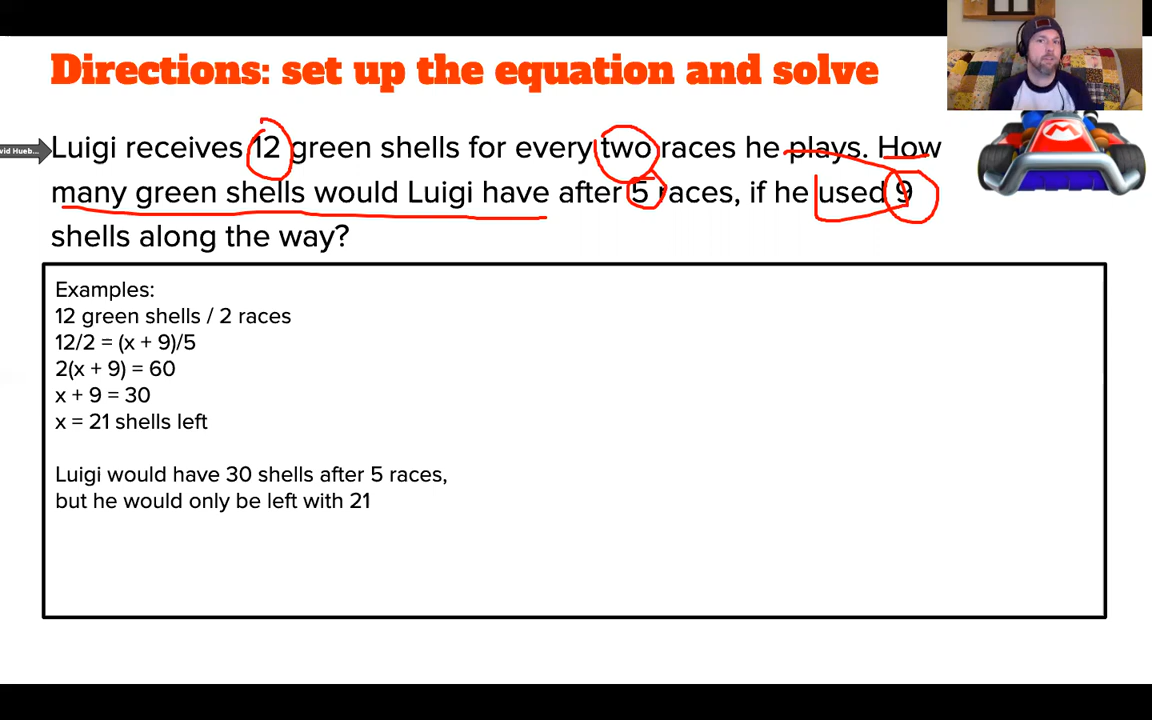 Directions: set up the equation and solve
Luigi receives 12 green shells for every two races he plays. How
many green shells would Luigi have after 5 races, if he used 9
shells along the way?
Examples:
12 green shells / 2 races
12/2 = (x + 9)/5
2(x + 9) = 60
x + 9 = 30
x = 21 shells left
Luigi would have 30 shells after 5 races,
but he would only be left with 21
M